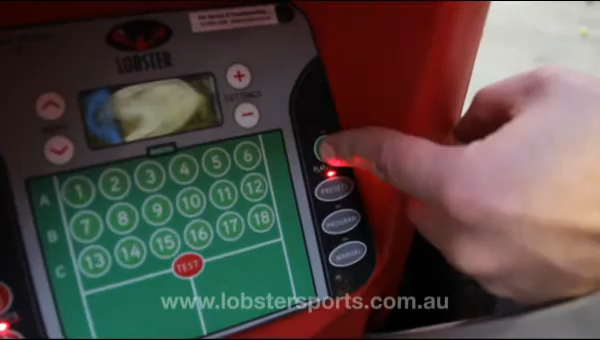 LOBSTER
SETTINGS
A 1 2 3 4 5 6
B 7 8 9 10 11 12
C 13 14 15 16 17 18
TEST
PRESET
PROGRAM
MANUAL
www.lobstersports.com.au